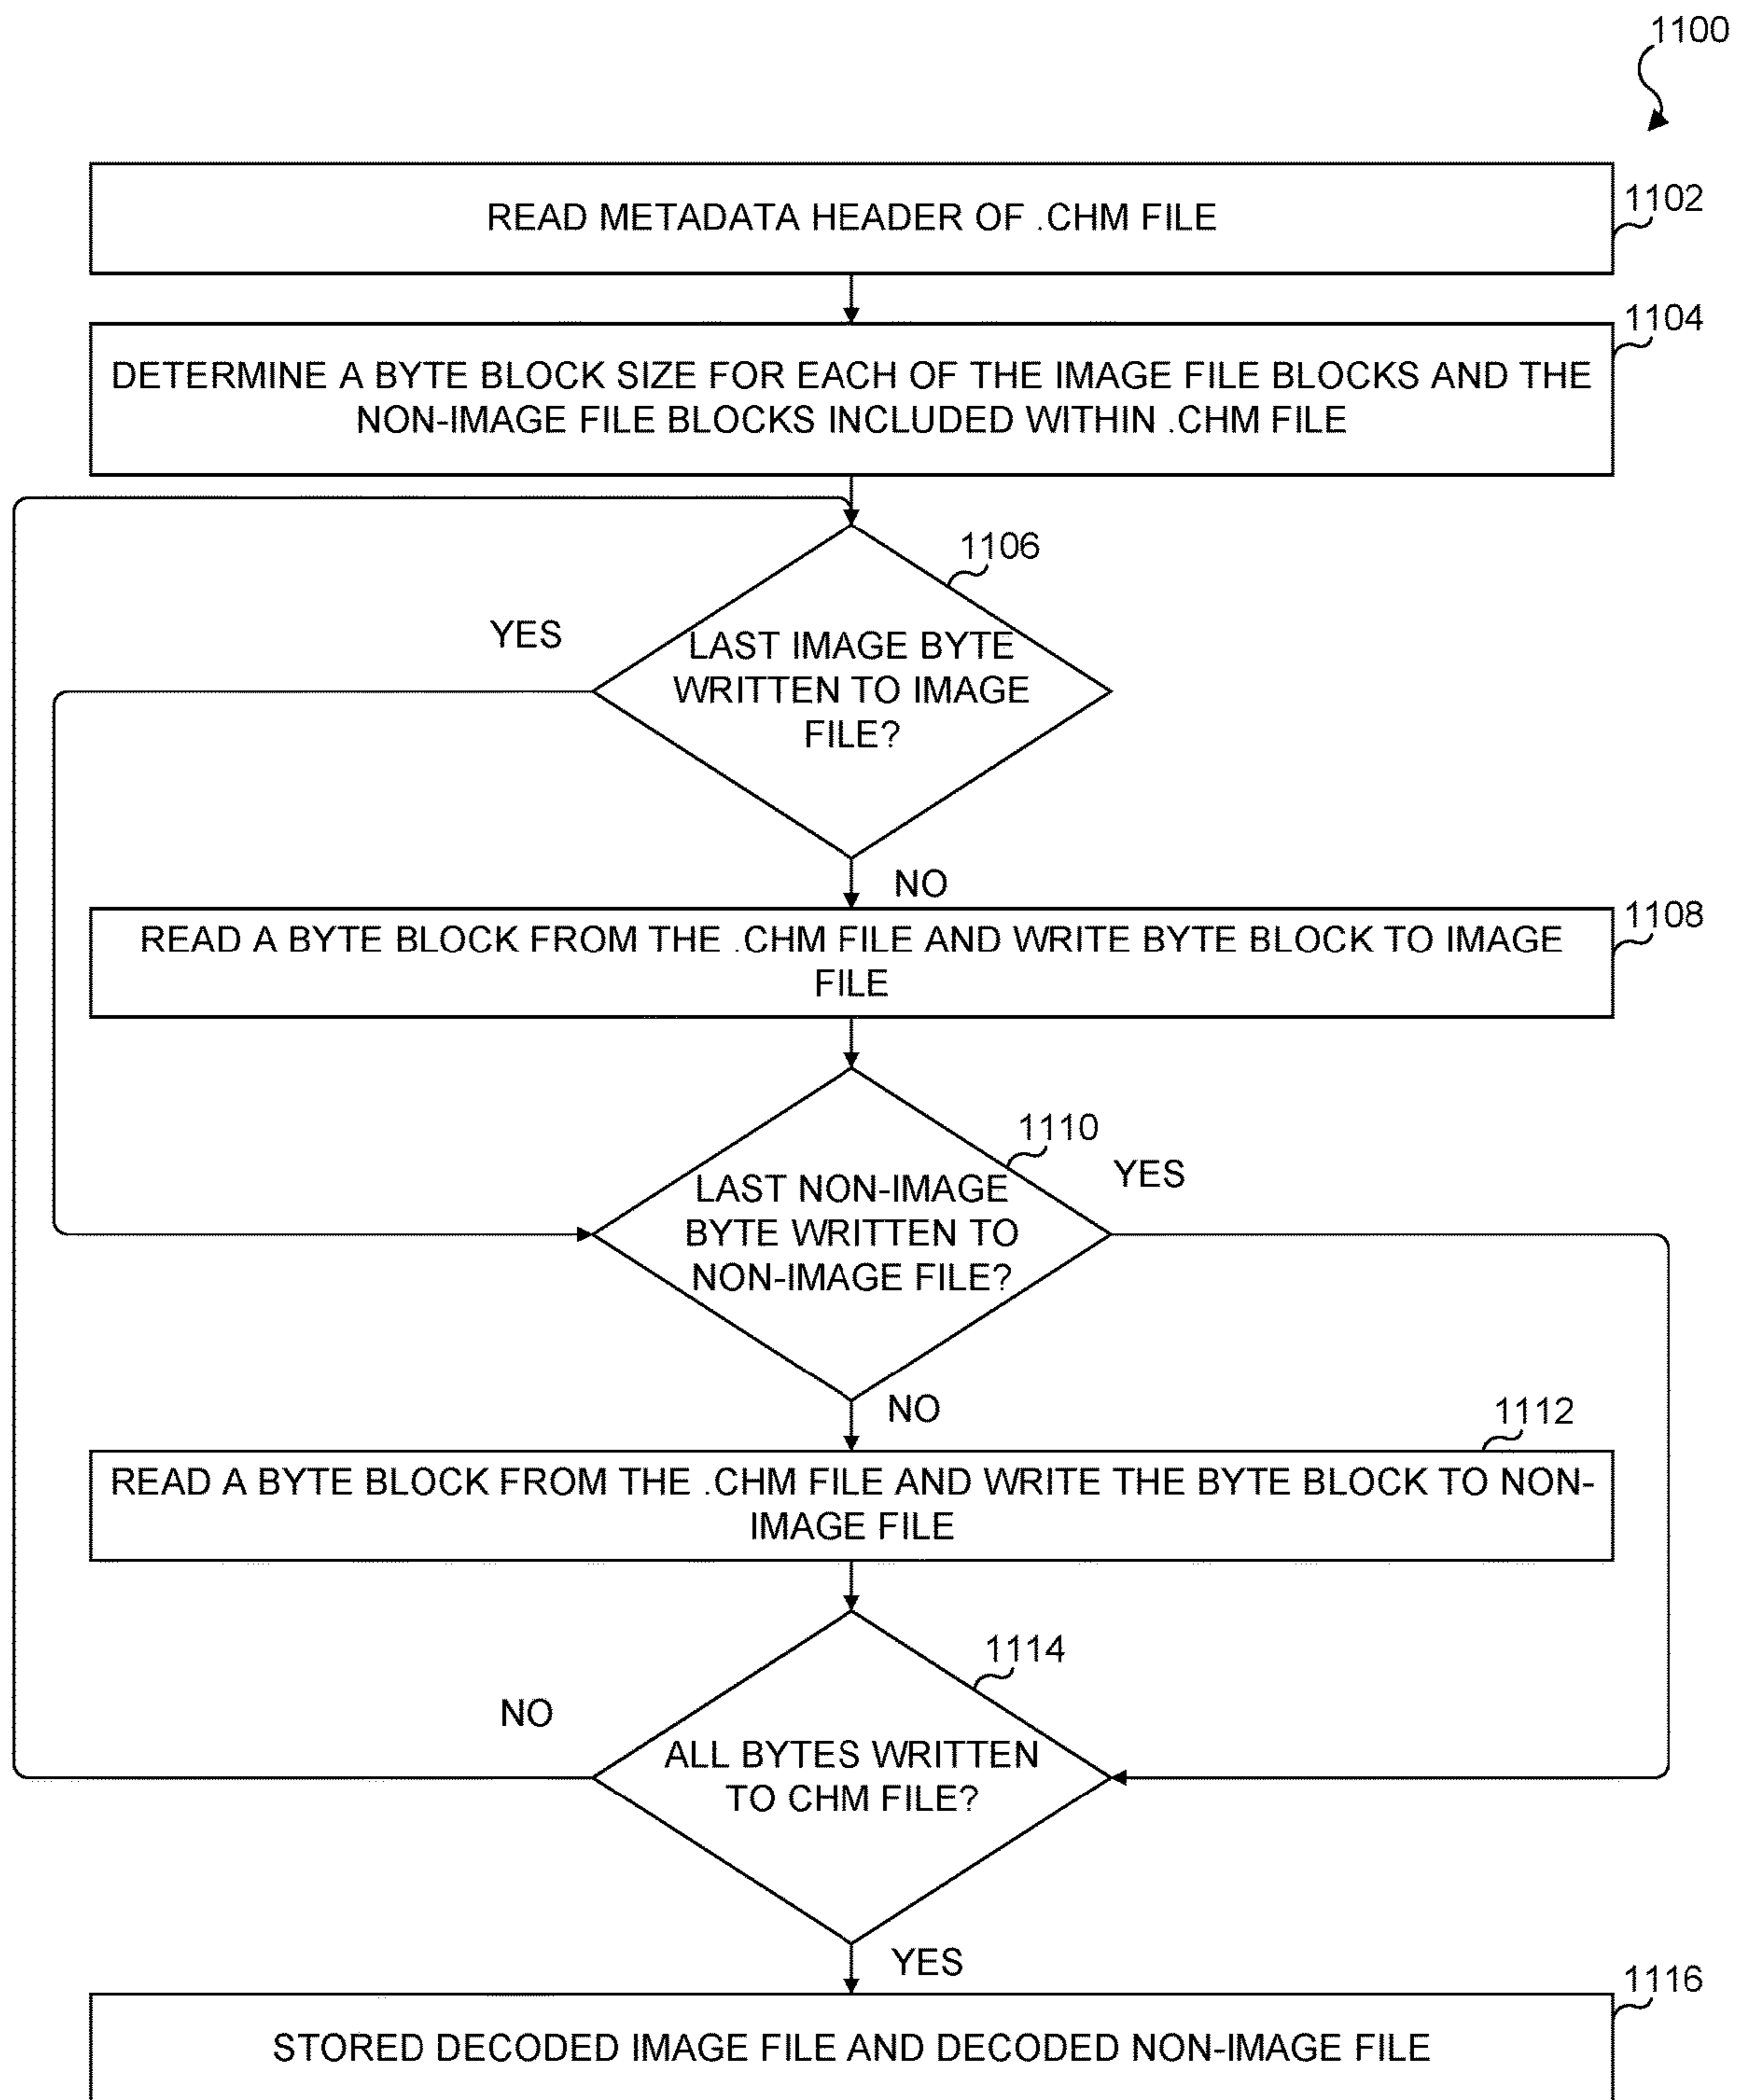 1100
READ METADATA HEADER OF .CHM FILE
1102
1104
DETERMINE A BYTE BLOCK SIZE FOR EACH OF THE IMAGE FILE BLOCKS AND THE
NON-IMAGE FILE BLOCKS INCLUDED WITHIN .CHM FILE
1106
YES
LAST IMAGE BYTE
WRITTEN TO IMAGE
FILE?
NO
1108
READ A BYTE BLOCK FROM THE .CHM FILE AND WRITE BYTE BLOCK TO IMAGE
FILE
1110
YES
LAST NON-IMAGE
BYTE WRITTEN TO
NON-IMAGE FILE?
NO
1112
READ A BYTE BLOCK FROM THE .CHM FILE AND WRITE THE BYTE BLOCK TO NON-
IMAGE FILE
1114
NO
ALL BYTES WRITTEN
TO CHM FILE?
YES
1116
STORED DECODED IMAGE FILE AND DECODED NON-IMAGE FILE